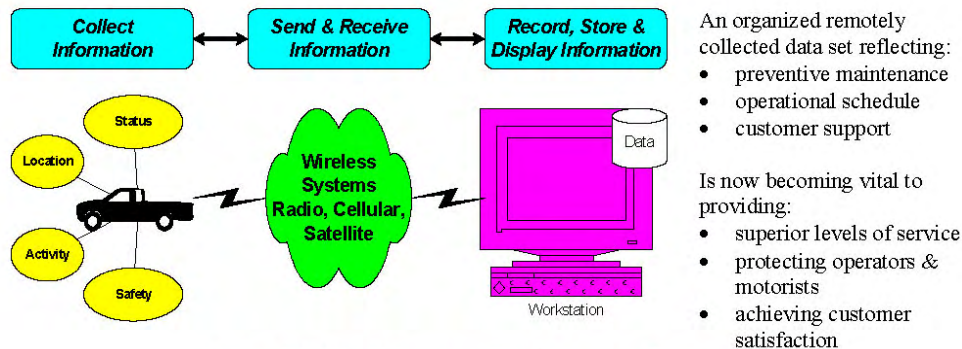 Collect
Information
Send & Receive
Information
Record, Store &
Display Information
Status
Location
Activity
Safety
Wireless
Systems
Radio, Cellular,
Satellite
Data
Workstation
An organized remotely
collected data set reflecting:
• preventive maintenance
• operational schedule
• customer support
Is now becoming vital to
providing:
• superior levels of service
• protecting operators &
motorists
• achieving customer
satisfaction